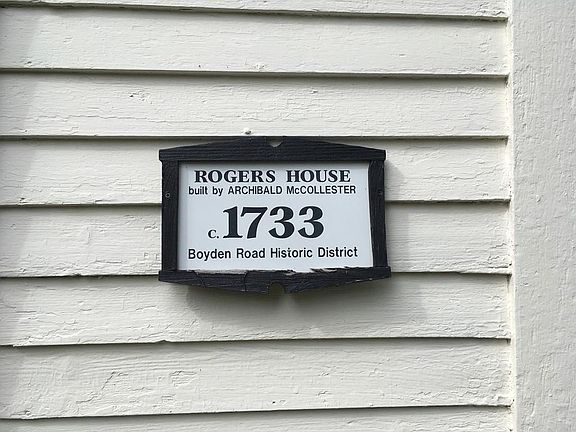 ROGERS HOUSE
built by ARCHIBALD McCOLLESTER
c. 1733
Boyden Road Historic District